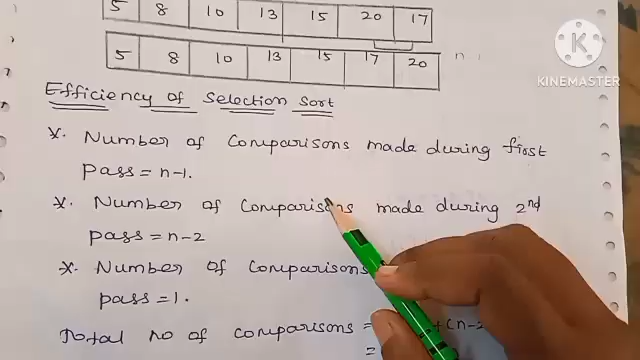 5 8 10 13 15 20 17
5 8 10 13 15 17 20
Efficiency of Selection Sort
*. Number of Comparisons made during first
pass = n-1.
*. Number of Comparisons made during 2nd
pass = n-2
*. Number of Comparisons
pass = 1.
Total no of comparisons =
+ (n-2
=
K
KINEMASTER